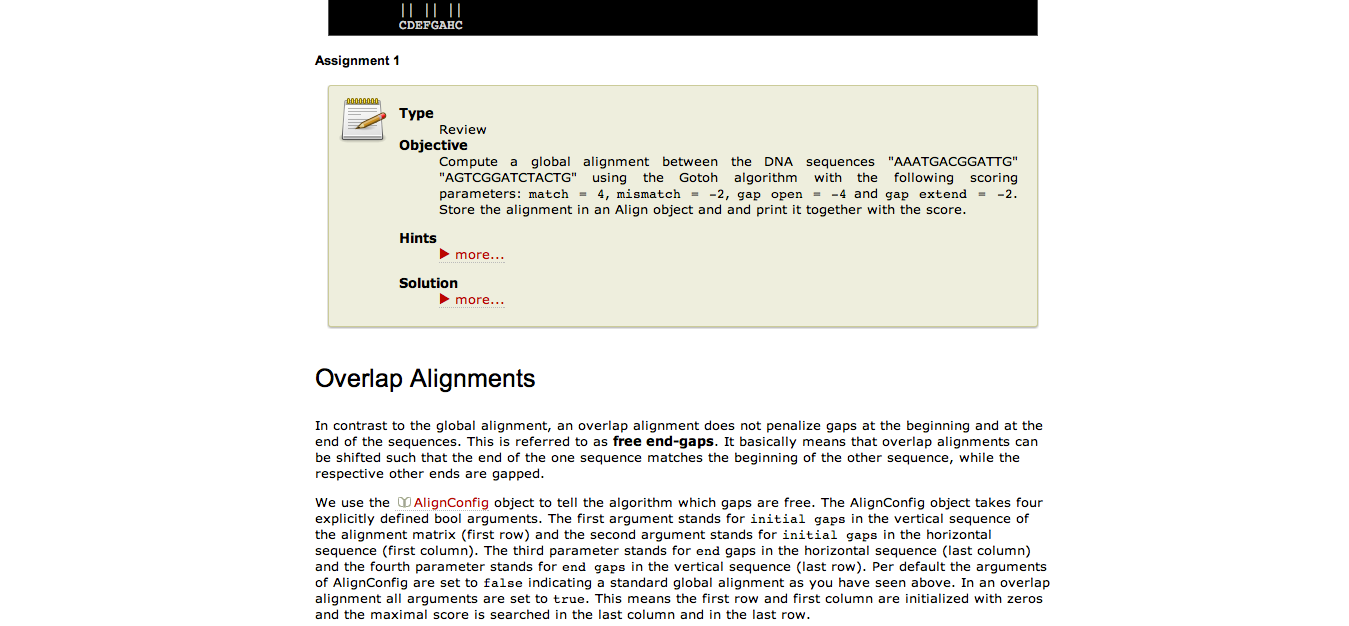 || || ||
CDEFGAHC
Assignment 1
Type
Review
Objective
Compute a global alignment between the DNA sequences "AAATGACGGATTG"
"AGTCGGATCTACTG" using the Gotoh algorithm with the following scoring
parameters: match = 4, mismatch = -2, gap open = -4 and gap extend = -2.
Store the alignment in an Align object and and print it together with the score.
Hints
▶ more...
Solution
▶ more...
Overlap Alignments
In contrast to the global alignment, an overlap alignment does not penalize gaps at the beginning and at the
end of the sequences. This is referred to as free end-gaps. It basically means that overlap alignments can
be shifted such that the end of the one sequence matches the beginning of the other sequence, while the
respective other ends are gapped.
We use the AlignConfig object to tell the algorithm which gaps are free. The AlignConfig object takes four
explicitly defined bool arguments. The first argument stands for initial gaps in the vertical sequence of
the alignment matrix (first row) and the second argument stands for initial gaps in the horizontal
sequence (first column). The third parameter stands for end gaps in the horizontal sequence (last column)
and the fourth parameter stands for end gaps in the vertical sequence (last row). Per default the arguments
of AlignConfig are set to false indicating a standard global alignment as you have seen above. In an overlap
alignment all arguments are set to true. This means the first row and first column are initialized with zeros
and the maximal score is searched in the last column and in the last row.